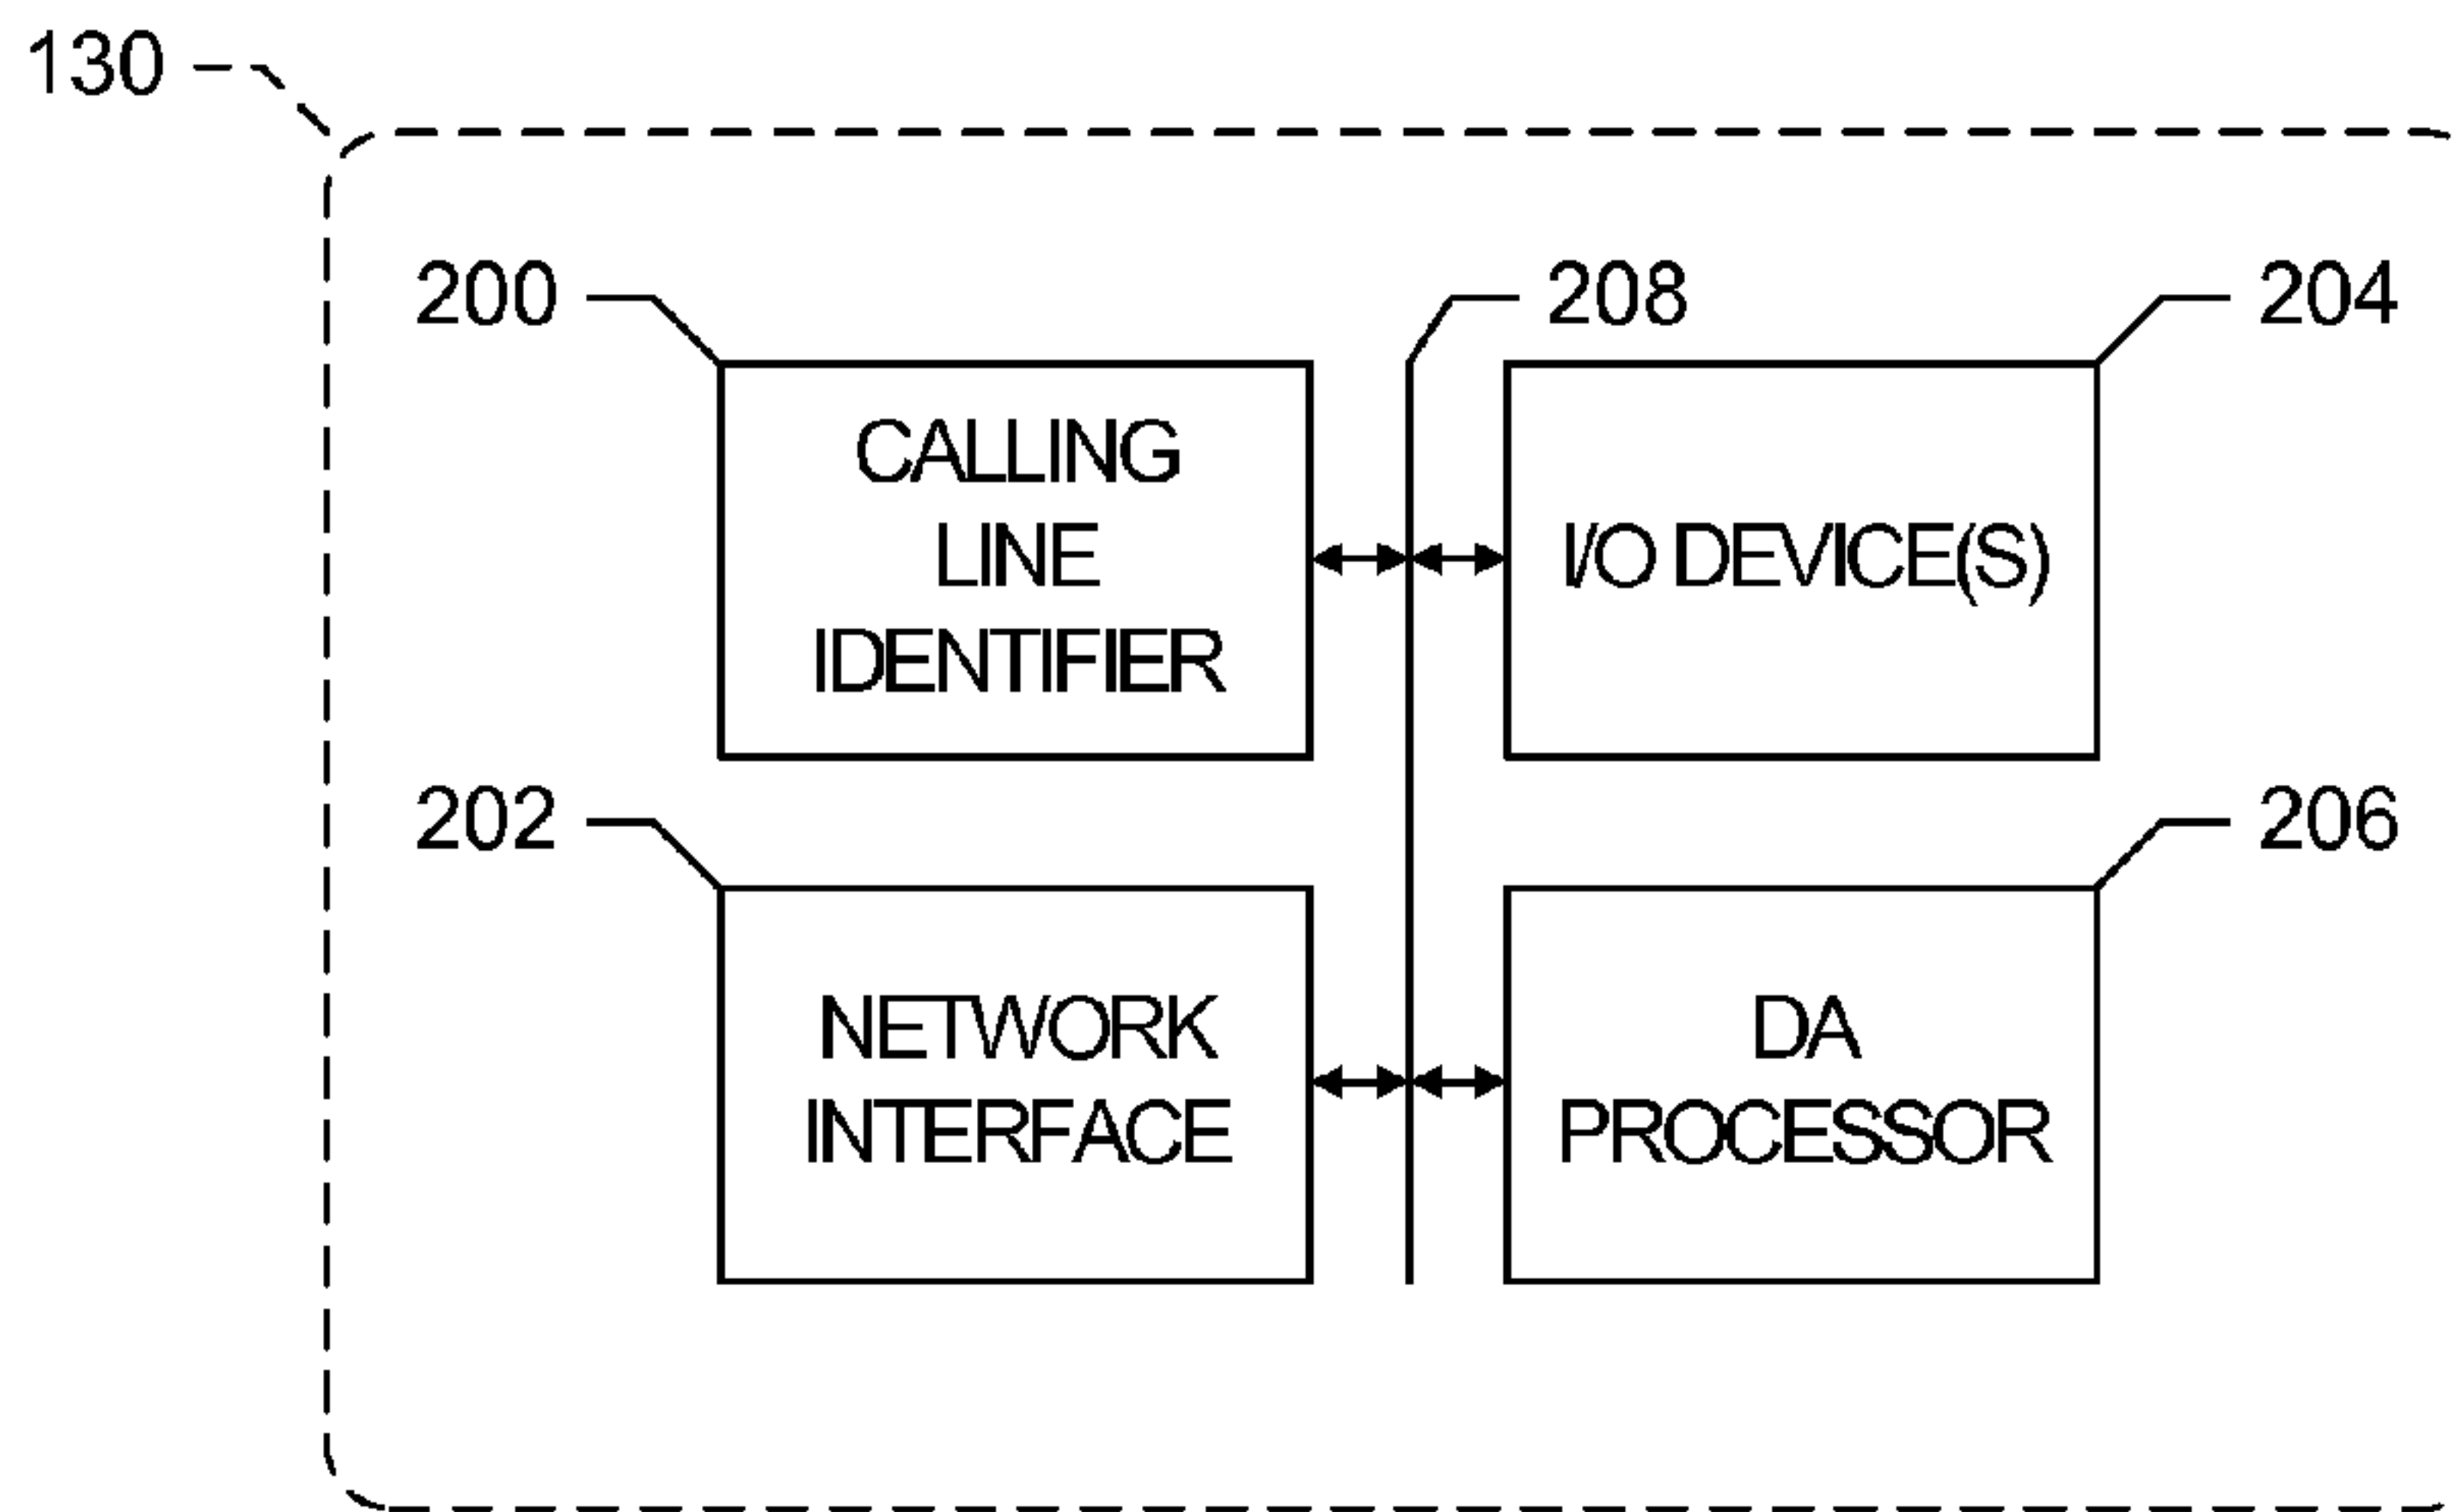 130
200
208
204
CALLING
LINE
IDENTIFIER
I/O DEVICE(S)
202
206
NETWORK
INTERFACE
DA
PROCESSOR